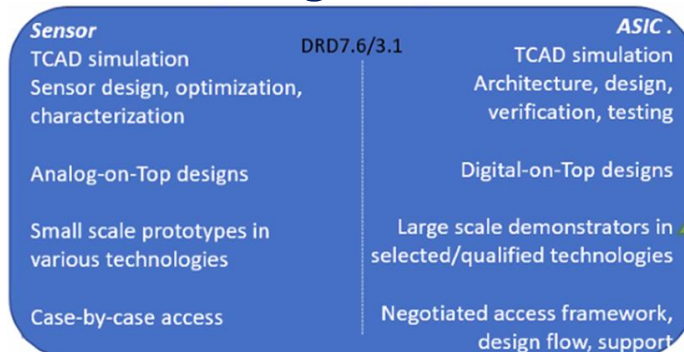 Sensor
TCAD simulation
Sensor design, optimization,
characterization
Analog-on-Top designs
Small scale prototypes in
various technologies
Case-by-case access
DRD7.6/3.1
ASIC .
TCAD simulation
Architecture, design,
verification, testing
Digital-on-Top designs
Large scale demonstrators in
selected/qualified technologies
Negotiated access framework,
design flow, support